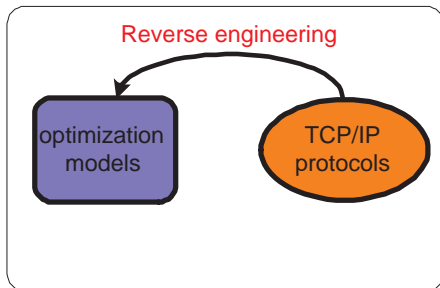 Reverse engineering
optimization
models
TCP/IP
protocols